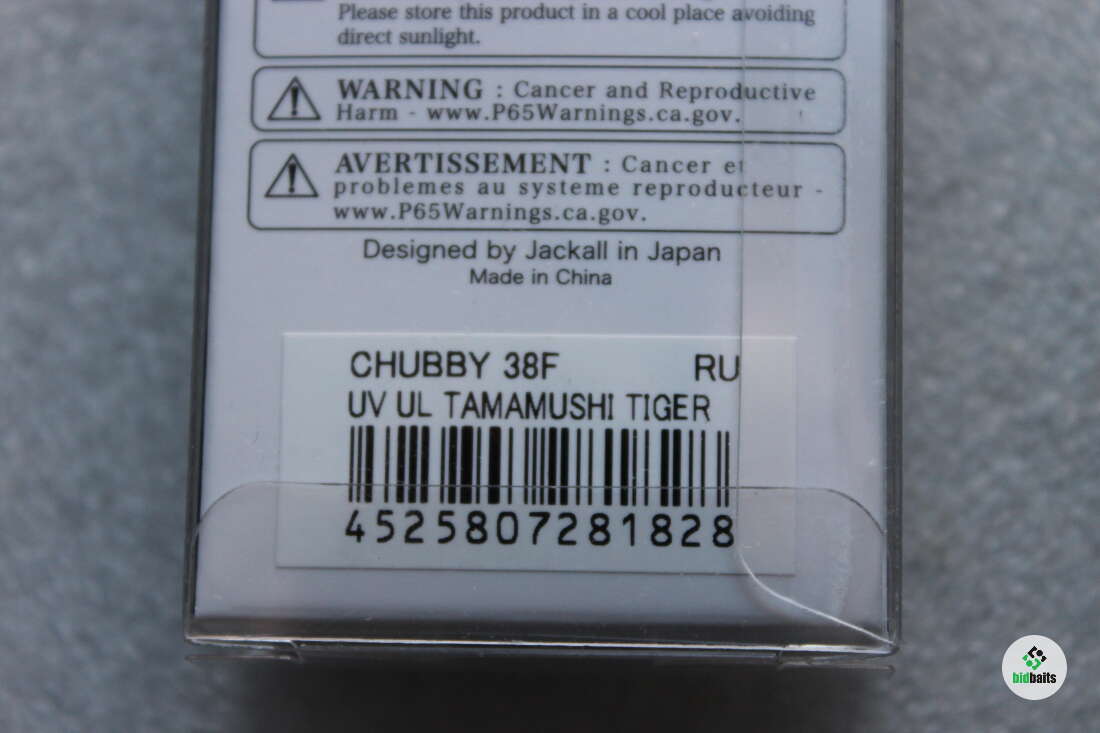 Please store this product in a cool place avoiding
direct sunlight.
WARNING : Cancer and Reproductive
Harm - www.P65Warnings.ca.gov.
AVERTISSEMENT : Cancer et
problemes au systeme reproducteur -
www.P65Warnings.ca.gov.
Designed by Jackall in Japan
Made in China
CHUBBY 38F RU
UV UL TAMAMUSHI TIGER
4525807281828
bidbaits